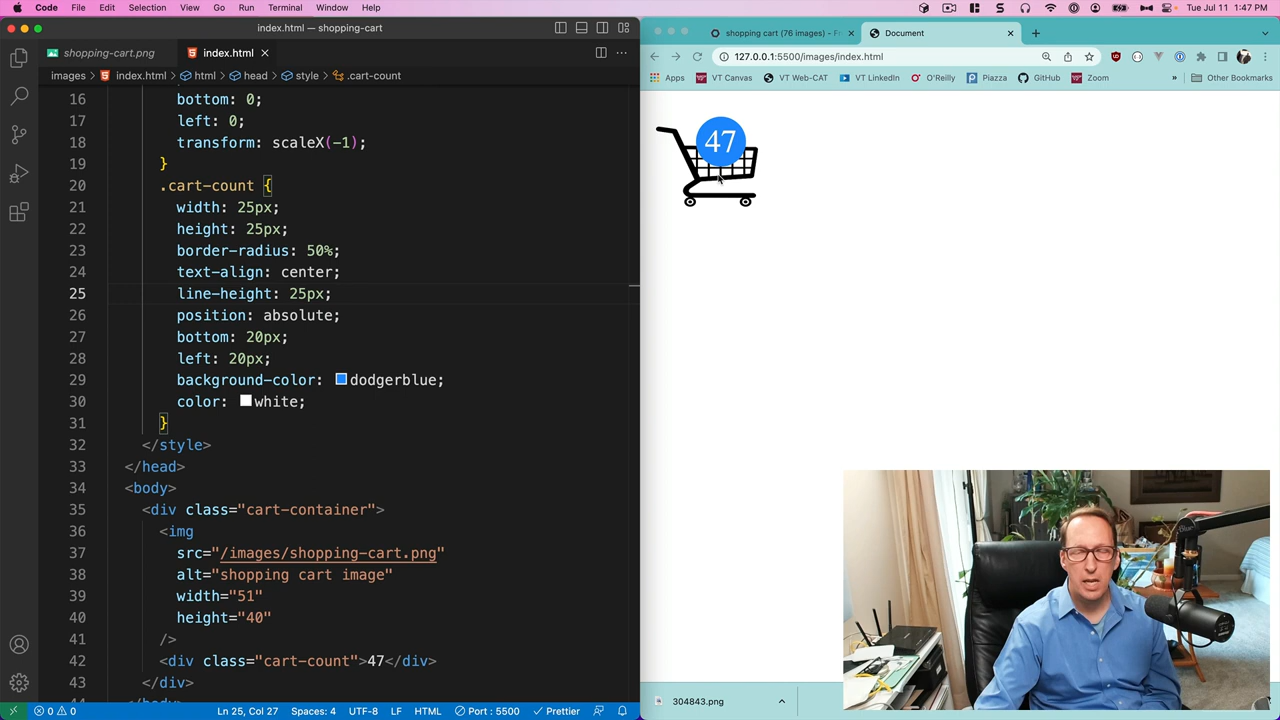 Code File Edit Selection View Go Run Terminal Window Help Tue Jul 11 1:47 PM
index.html — shopping-cart
shopping-cart.png index.html
images index.html html head style .cart-count
16 bottom: 0;
17 left: 0;
18 transform: scaleX(-1);
19 }
20 .cart-count {
21 width: 25px;
22 height: 25px;
23 border-radius: 50%;
24 text-align: center;
25 line-height: 25px;
26 position: absolute;
27 bottom: 20px;
28 left: 20px;
29 background-color: dodgerblue;
30 color: white;
31 }
32 </style>
33 </head>
34 <body>
35 <div class="cart-container">
36 <img
37 src="/images/shopping-cart.png"
38 alt="shopping cart image"
39 width="51"
40 height="40"
41 />
42 <div class="cart-count">47</div>
43 </div>
0 0 Ln 25, Col 27 Spaces: 4 UTF-8 LF HTML Port : 5500 Prettier
shopping cart (76 images) - Fr Document
127.0.0.1:5500/images/index.html
Apps VT Canvas VT Web-CAT VT LinkedIn O'Reilly Piazza GitHub Zoom » Other Bookmarks
47
304843.png